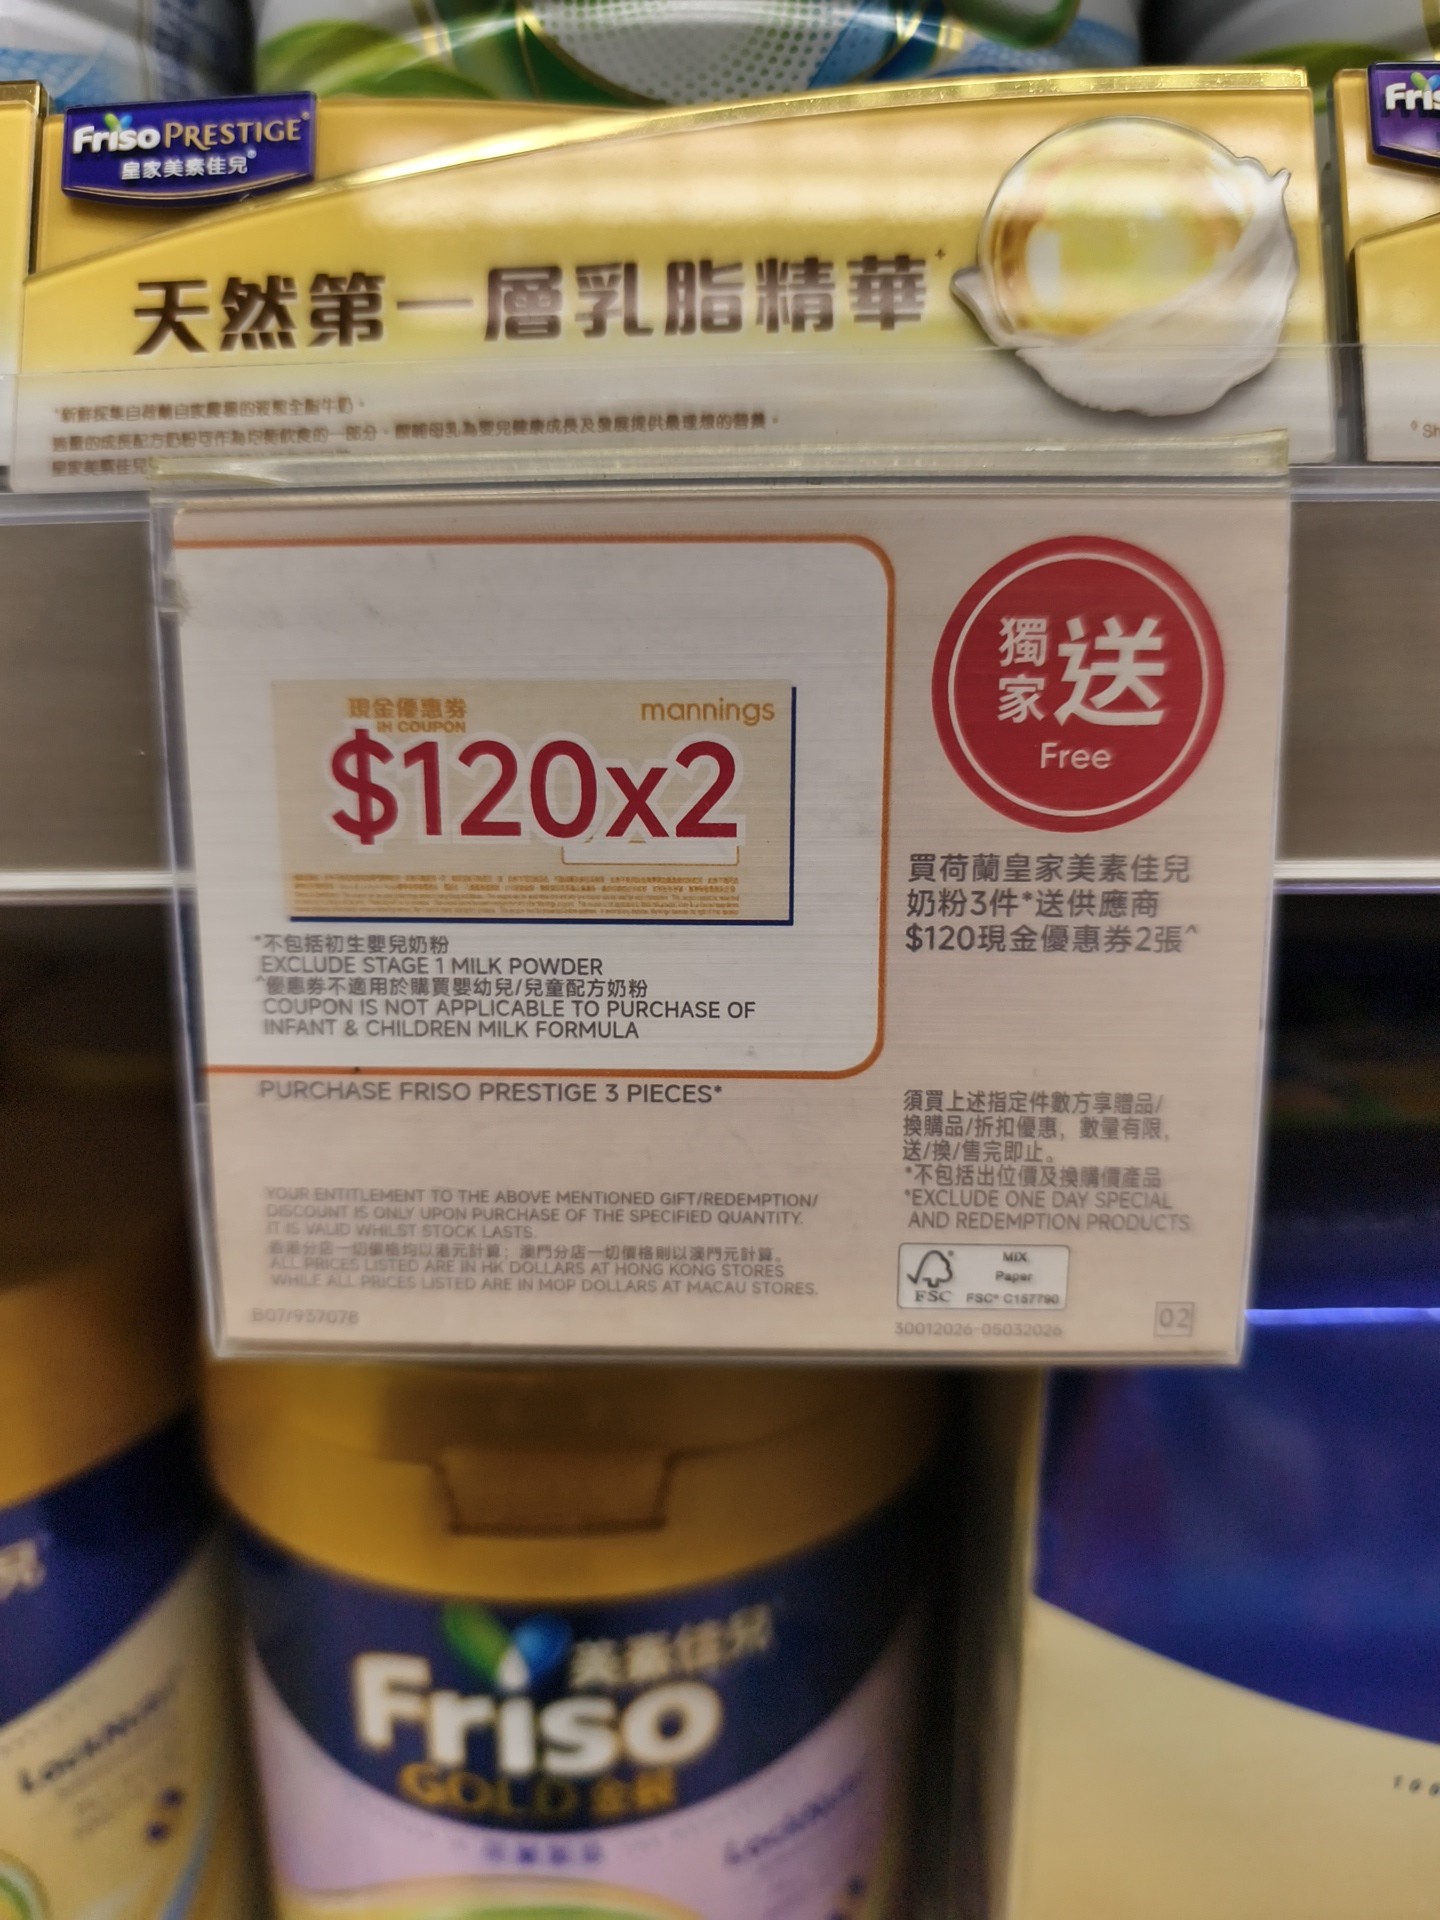 Friso PRESTIGE
皇家美素佳兒
天然第一層乳脂精華
現金優惠券
IN COUPON
mannings
$120x2
*不包括初生嬰兒奶粉
EXCLUDE STAGE 1 MILK POWDER
^優惠券不適用於購買嬰幼兒/兒童配方奶粉
COUPON IS NOT APPLICABLE TO PURCHASE OF
INFANT & CHILDREN MILK FORMULA
PURCHASE FRISO PRESTIGE 3 PIECES*
YOUR ENTITLEMENT TO THE ABOVE MENTIONED GIFT/REDEMPTION/
DISCOUNT IS ONLY UPON PURCHASE OF THE SPECIFIED QUANTITY.
IT IS VALID WHILST STOCK LASTS.
香港分店一切價格均以港元計算；澳門分店一切價格則以澳門元計算。
ALL PRICES LISTED ARE IN HK DOLLARS AT HONG KONG STORES
WHILE ALL PRICES LISTED ARE IN MOP DOLLARS AT MACAU STORES.
B07/937078
獨家送
Free
買荷蘭皇家美素佳兒
奶粉3件*送供應商
$120現金優惠券2張^
須買上述指定件數方享贈品/
換購品/折扣優惠，數量有限，
送/換/售完即止。
*不包括出位價及換購價產品
*EXCLUDE ONE DAY SPECIAL
AND REDEMPTION PRODUCTS
FSC
MIX
Paper
FSC® C157790
30012026-05032026
02
美素佳兒
Friso
GOLD